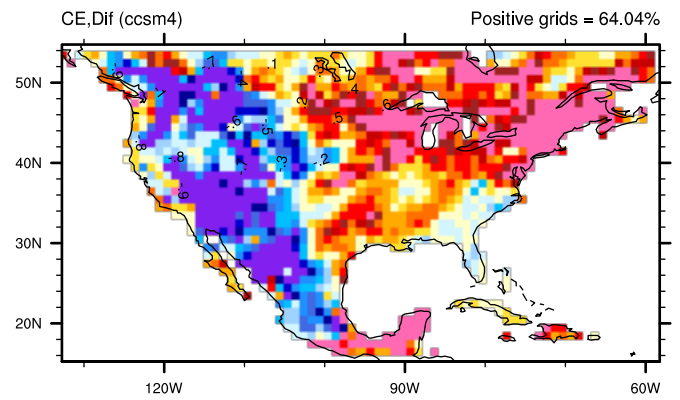 CE,Dif (ccsm4) Positive grids = 64.04%
50N
40N
30N
20N
120W 90W 60W